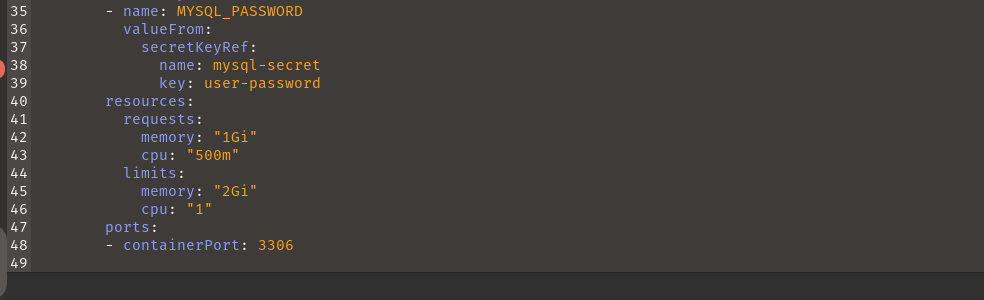 35         - name: MYSQL_PASSWORD
36           valueFrom:
37             secretKeyRef:
38               name: mysql-secret
39               key: user-password
40         resources:
41           requests:
42             memory: "1Gi"
43             cpu: "500m"
44           limits:
45             memory: "2Gi"
46             cpu: "1"
47         ports:
48         - containerPort: 3306
49